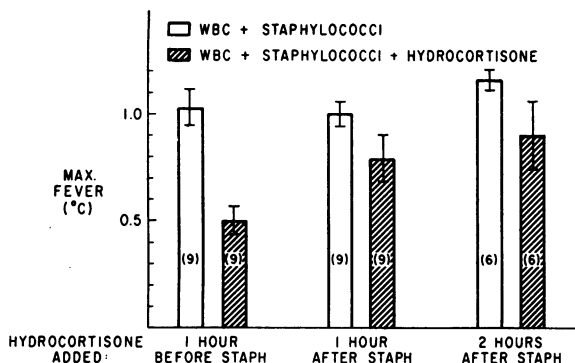 WBC + STAPHYLOCOCCI
WBC + STAPHYLOCOCCI + HYDROCORTISONE
MAX.
FEVER
(°C)
1.0
0.5
(9) (9) (9) (9) (6) (6)
HYDROCORTISONE
ADDED:
1 HOUR
BEFORE STAPH
1 HOUR
AFTER STAPH
2 HOURS
AFTER STAPH